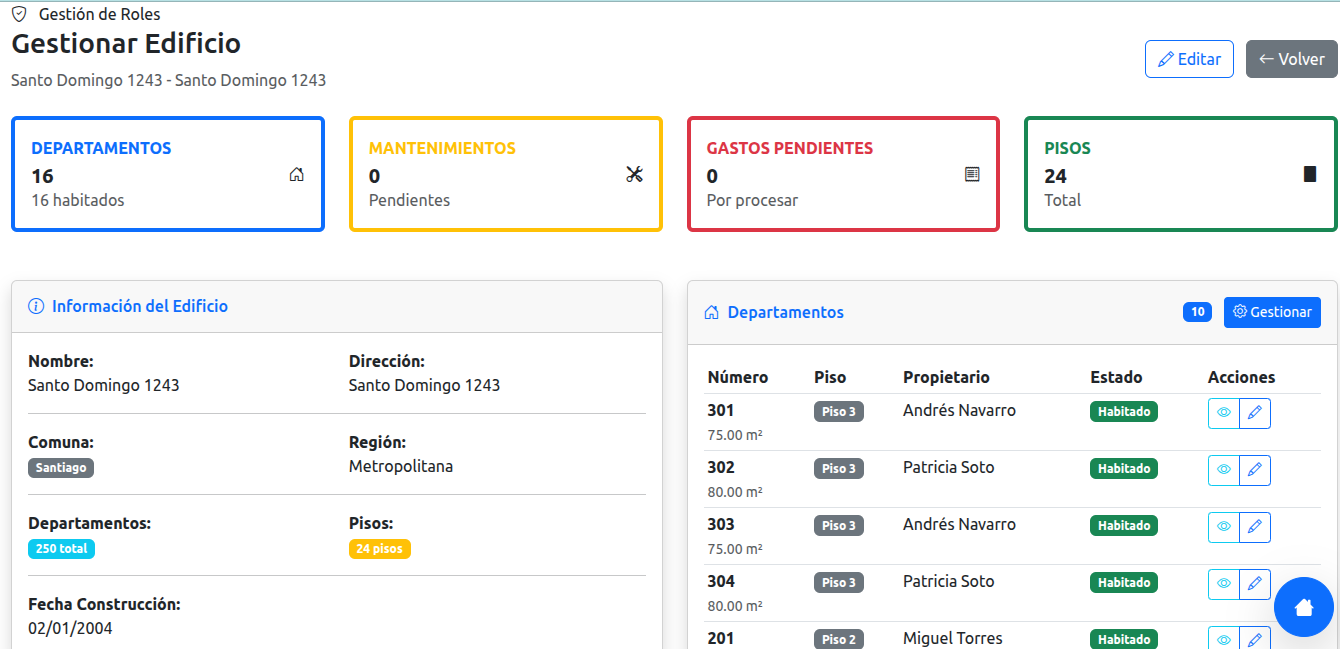 Gestión de Roles
Gestionar Edificio
Santo Domingo 1243 - Santo Domingo 1243
Editar
Volver
DEPARTAMENTOS
16
16 habitados
MANTENIMIENTOS
0
Pendientes
GASTOS PENDIENTES
0
Por procesar
PISOS
24
Total
Información del Edificio
Nombre:
Santo Domingo 1243
Dirección:
Santo Domingo 1243
Comuna:
Santiago
Región:
Metropolitana
Departamentos:
250 total
Pisos:
24 pisos
Fecha Construcción:
02/01/2004
Departamentos
10
Gestionar
Número Piso Propietario Estado Acciones
301 Piso 3 Andrés Navarro Habitado
75.00 m²
302 Piso 3 Patricia Soto Habitado
80.00 m²
303 Piso 3 Andrés Navarro Habitado
75.00 m²
304 Piso 3 Patricia Soto Habitado
80.00 m²
201 Piso 2 Miguel Torres Habitado